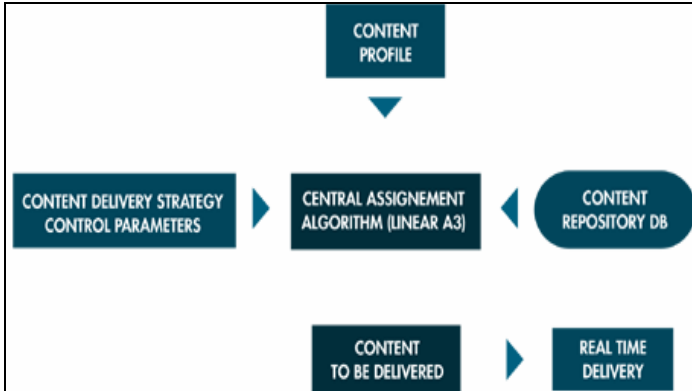 CONTENT
PROFILE
CONTENT DELIVERY STRATEGY
CONTROL PARAMETERS
CENTRAL ASSIGNEMENT
ALGORITHM (LINEAR A3)
CONTENT
REPOSITORY DB
CONTENT
TO BE DELIVERED
REAL TIME
DELIVERY